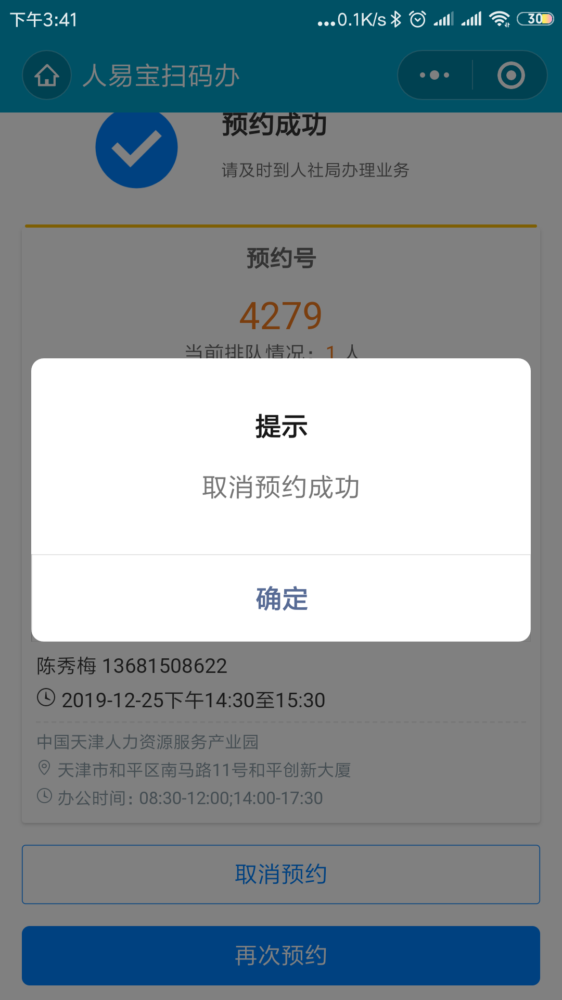 下午3:41
...0.1K/s
30
人易宝扫码办
预约成功
请及时到人社局办理业务
预约号
4279
当前排队情况：1 人
提示
取消预约成功
确定
陈秀梅 13681508622
2019-12-25下午14:30至15:30
中国天津人力资源服务产业园
天津市和平区南马路11号和平创新大厦
办公时间：08:30-12:00;14:00-17:30
取消预约
再次预约